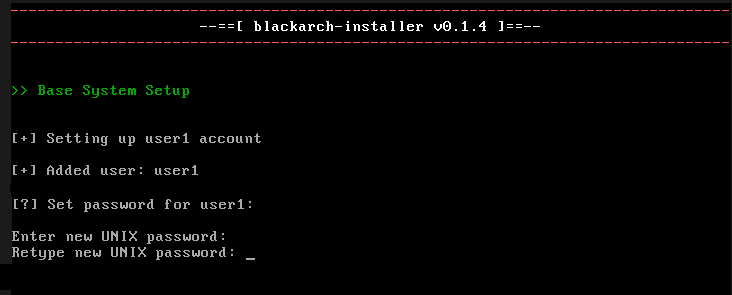 --==[ blackarch-installer v0.1.4 ]==--
>> Base System Setup
[+] Setting up user1 account
[+] Added user: user1
[?] Set password for user1:
Enter new UNIX password:
Retype new UNIX password: _